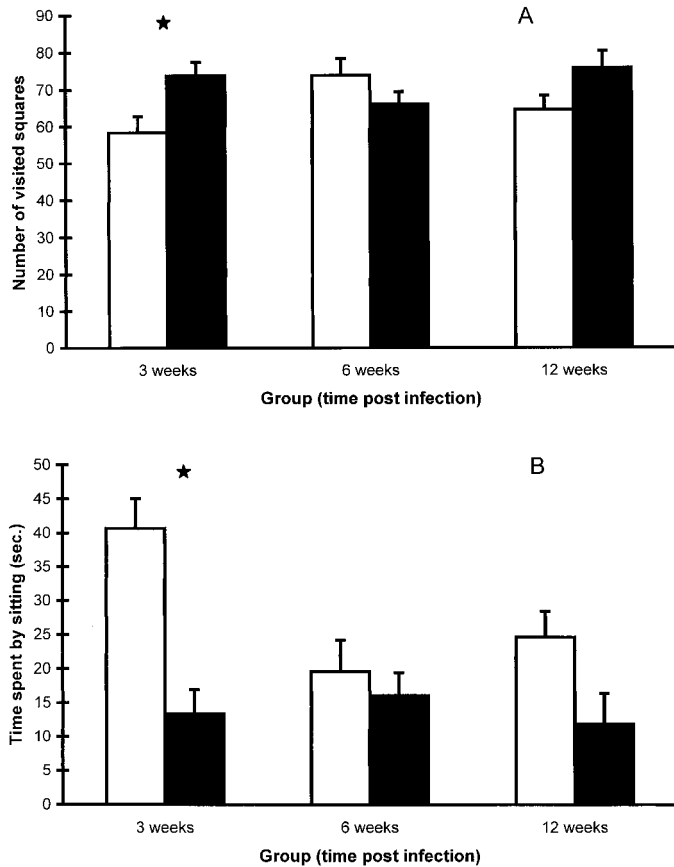 A
Number of visited squares
90
80
70
60
50
40
30
20
10
0
3 weeks 6 weeks 12 weeks
Group (time post infection)
B
Time spent by sitting (sec.)
50
45
40
35
30
25
20
15
10
5
0
3 weeks 6 weeks 12 weeks
Group (time post infection)